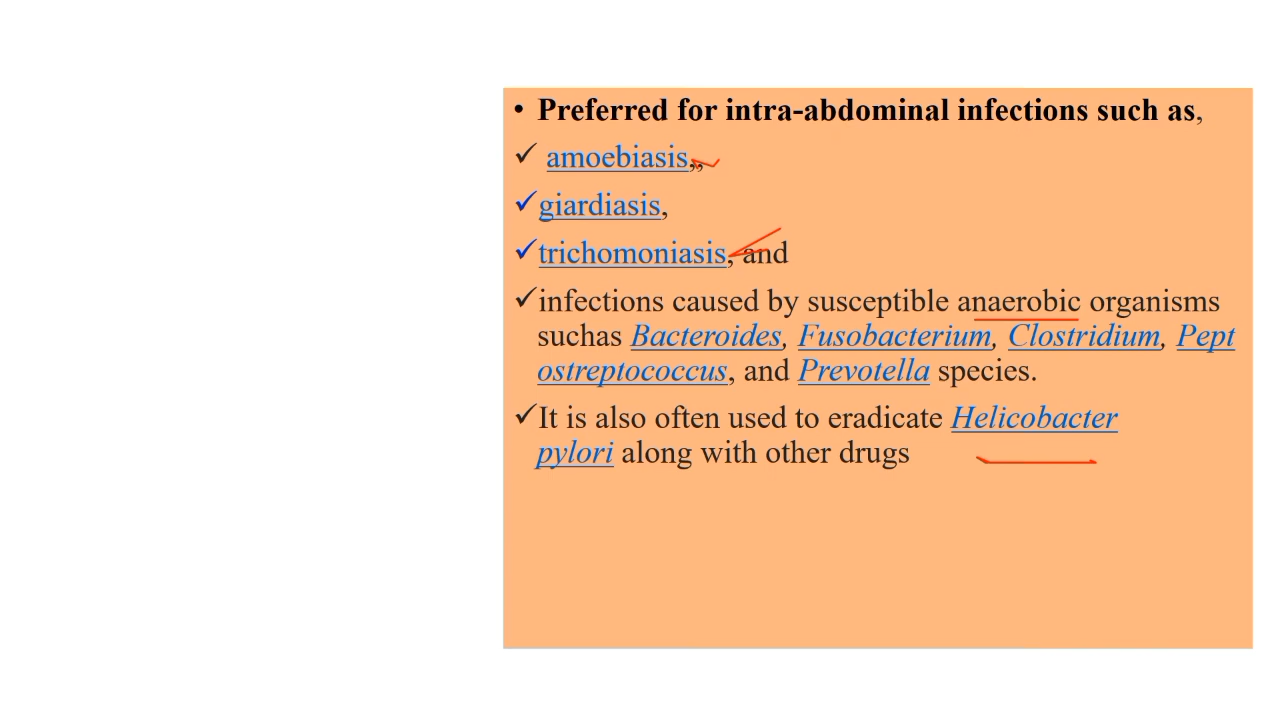 • Preferred for intra-abdominal infections such as,
✓ amoebiasis,,
✓giardiasis,
✓trichomoniasis, and
✓infections caused by susceptible anaerobic organisms
suchas Bacteroides, Fusobacterium, Clostridium, Pept
ostreptococcus, and Prevotella species.
✓It is also often used to eradicate Helicobacter
pylori along with other drugs